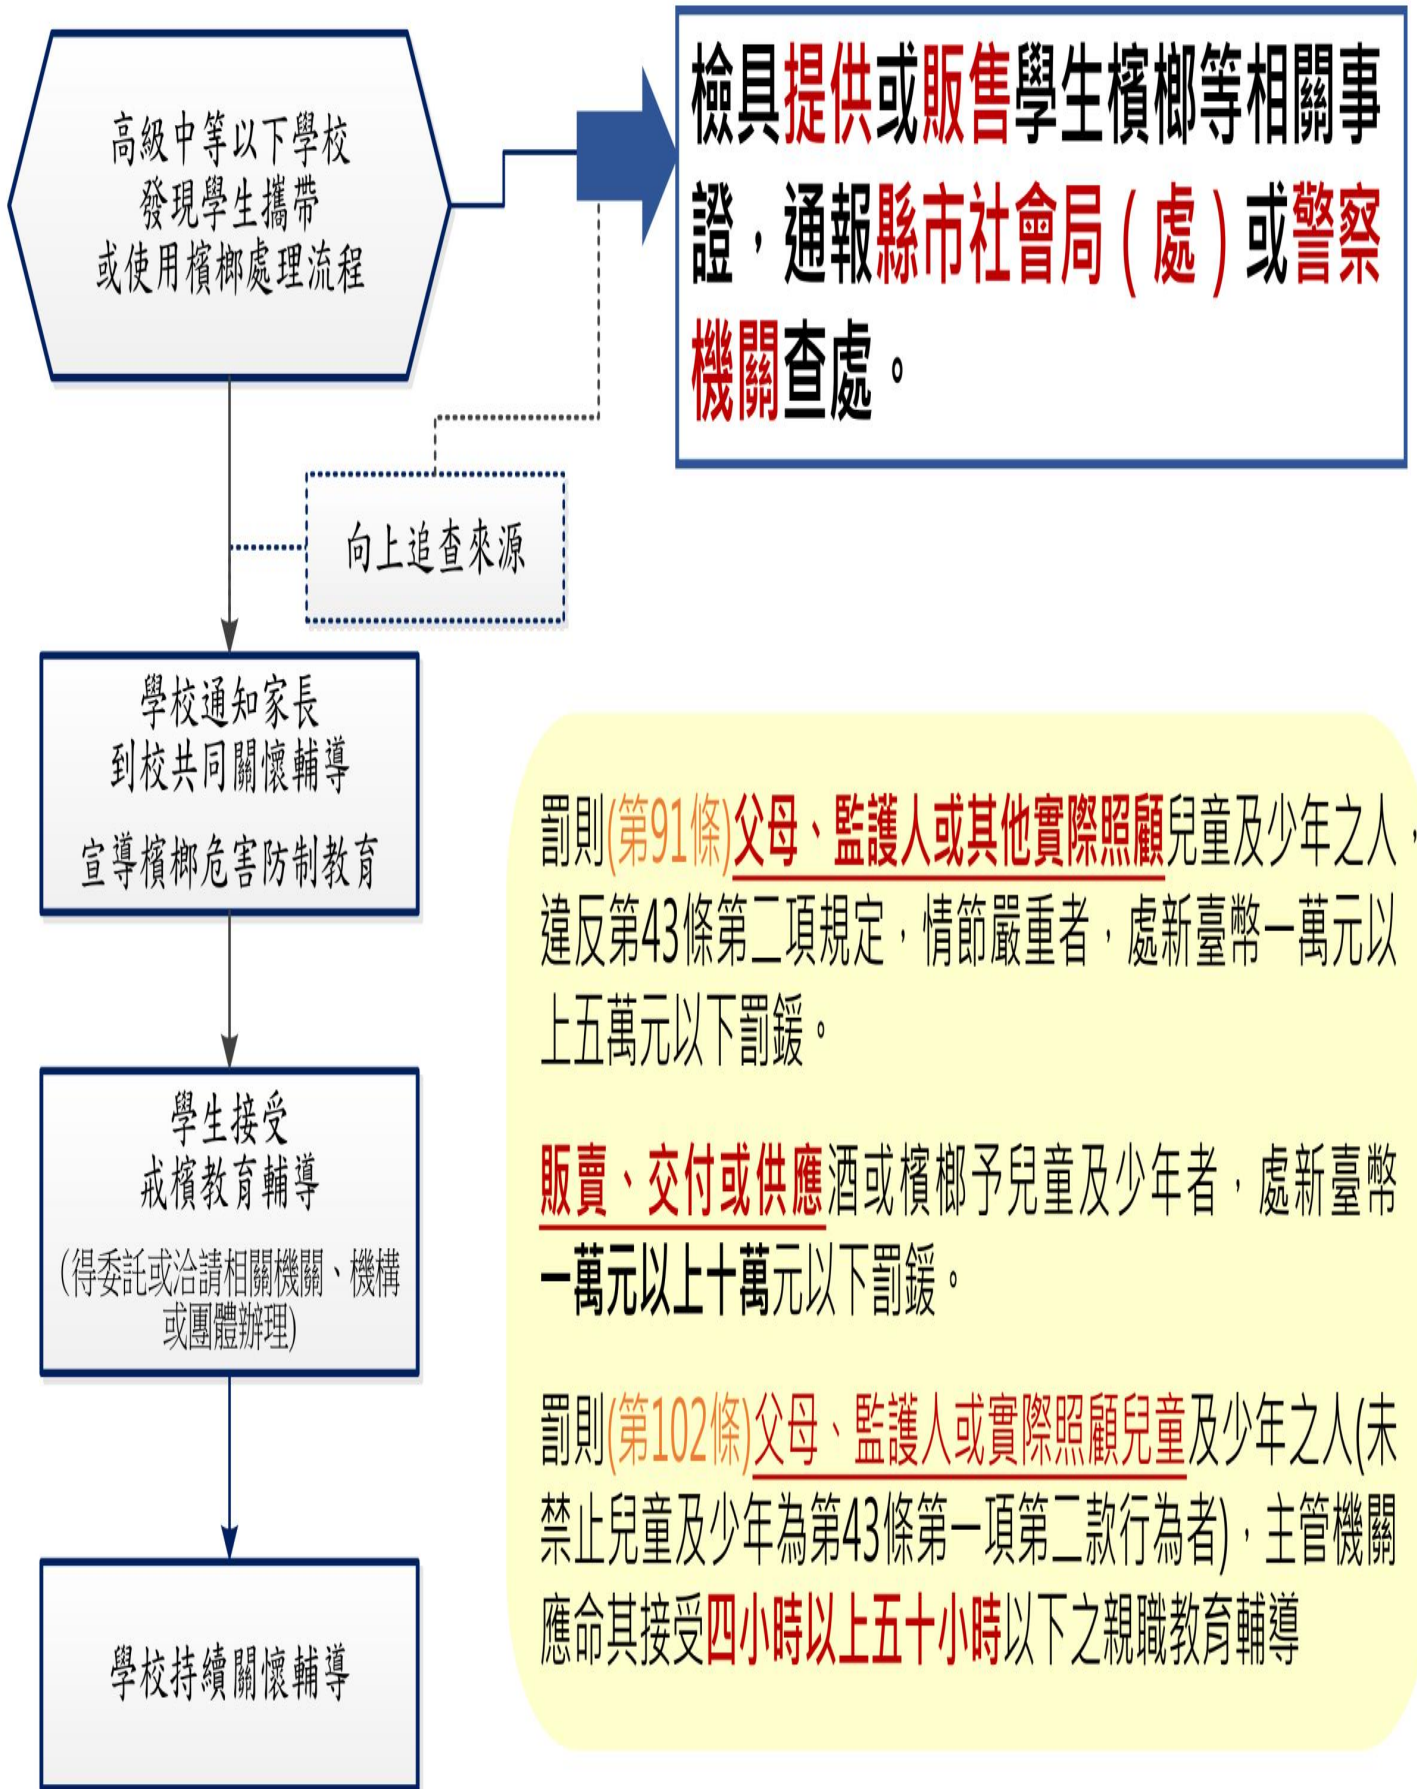 高級中等以下學校
發現學生攜帶
或使用檳榔處理流程
檢具提供或販售學生檳榔等相關事
證，通報縣市社會局（處）或警察
機關查處。
向上追查來源
學校通知家長
到校共同關懷輔導
宣導檳榔危害防制教育
學生接受
戒檳教育輔導
（得委託或洽請相關機關、機構
或團體辦理)
學校持續關懷輔導
罰則(第91條)父母、監護人或其他實際照顧兒童及少年之人，
違反第43條第二項規定，情節嚴重者，處新臺幣一萬元以
上五萬元以下罰鍰。
販賣、交付或供應酒或檳榔予兒童及少年者，處新臺幣
一萬元以上十萬元以下罰鍰。
罰則(第102條)父母、監護人或實際照顧兒童及少年之人(未
禁止兒童及少年為第43條第一項第二款行為者)，主管機關
應命其接受四小時以上五十小時以下之親職教育輔導